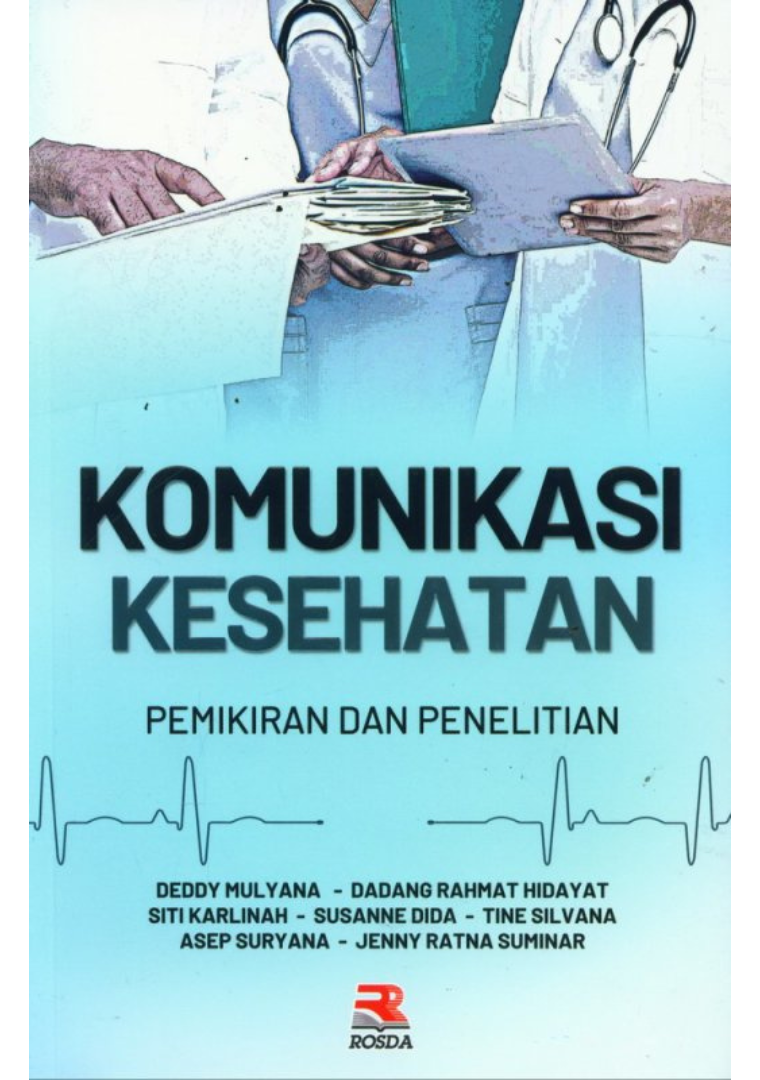 KOMUNIKASI
KESEHATAN
PEMIKIRAN DAN PENELITIAN
DEDDY MULYANA - DADANG RAHMAT HIDAYAT
SITI KARLINAH - SUSANNE DIDA - TINE SILVANA
ASEP SURYANA - JENNY RATNA SUMINAR
ROSDA